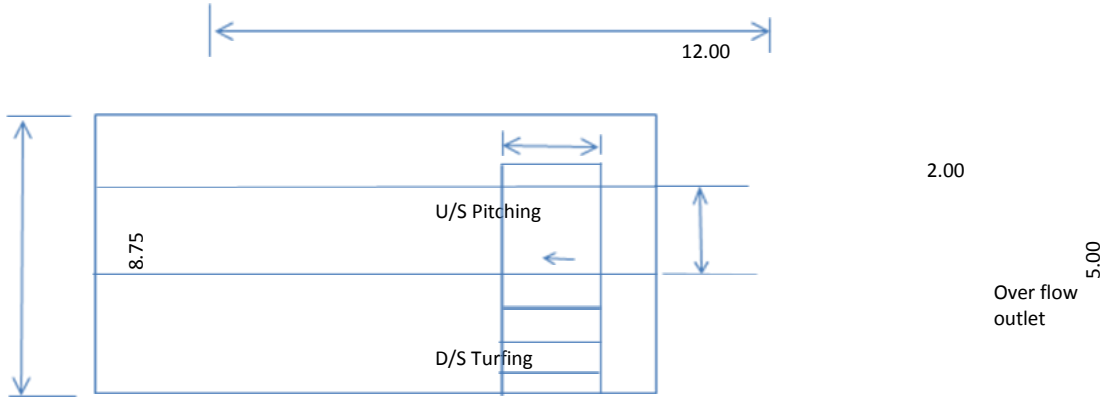 12.00
2.00
U/S Pitching
8.75
5.00
Over flow
outlet
D/S Turfing